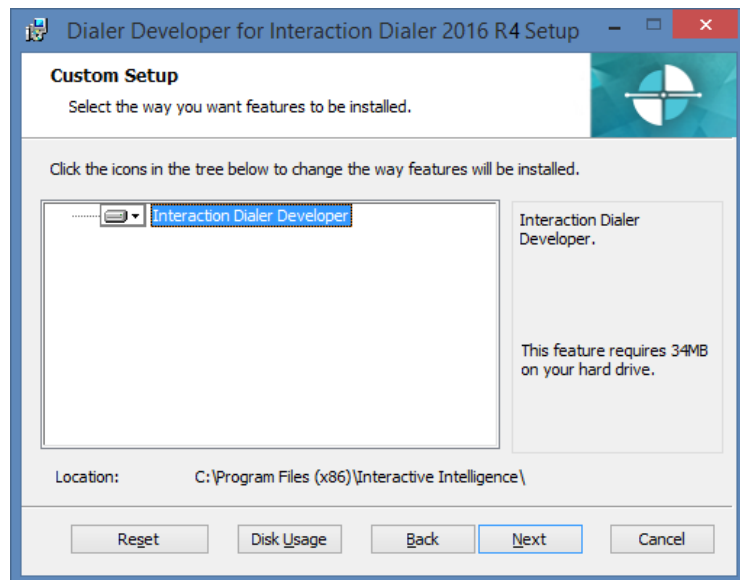 Dialer Developer for Interaction Dialer 2016 R4 Setup
Custom Setup
Select the way you want features to be installed.
Click the icons in the tree below to change the way features will be installed.
Interaction Dialer Developer
Interaction Dialer
Developer.
This feature requires 34MB
on your hard drive.
Location: C:\Program Files (x86)\Interactive Intelligence\
Reset Disk Usage Back Next Cancel